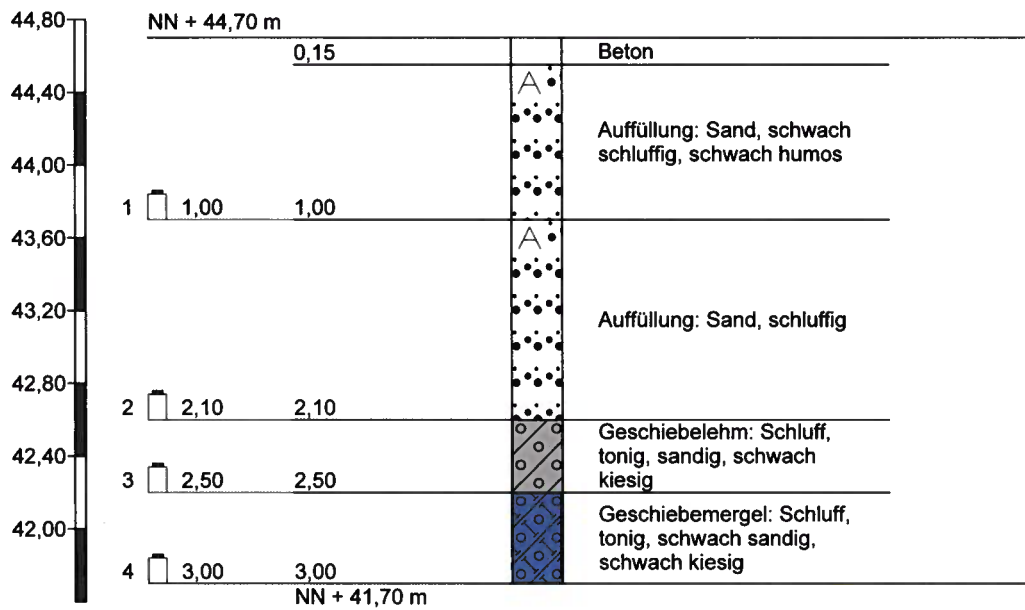 44,80
NN + 44,70 m
0,15
Beton
44,40
A
Auffüllung: Sand, schwach
schluffig, schwach humos
44,00
1
1,00
1,00
43,60
A
43,20
Auffüllung: Sand, schluffig
42,80
2
2,10
2,10
42,40
Geschiebelehm: Schluff,
tonig, sandig, schwach
kiesig
3
2,50
2,50
42,00
Geschiebemergel: Schluff,
tonig, schwach sandig,
schwach kiesig
4
3,00
3,00
NN + 41,70 m